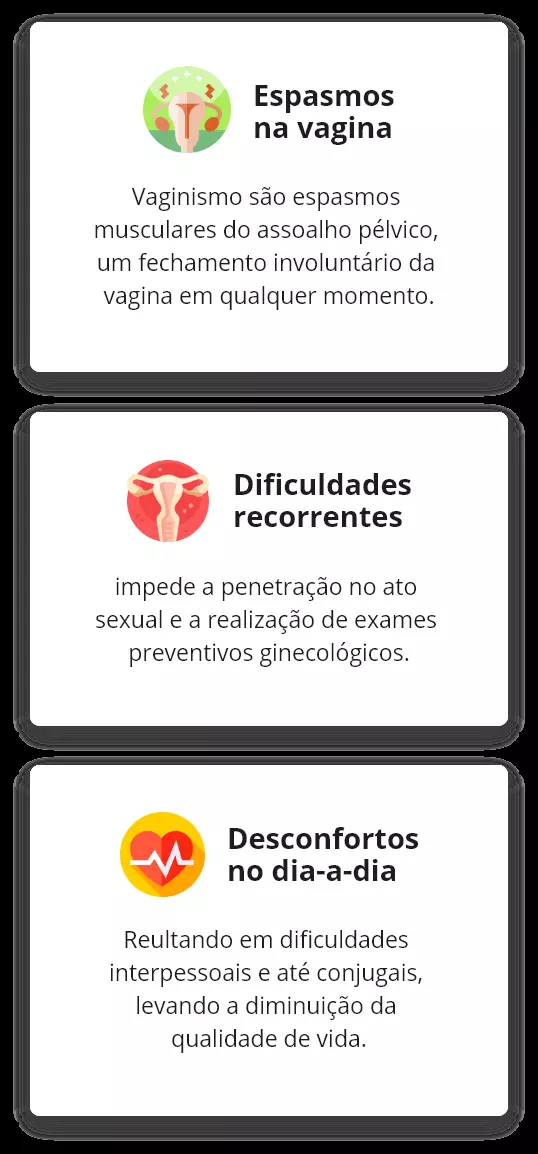 Espasmos
na vagina
Vaginismo são espasmos
musculares do assoalho pélvico,
um fechamento involuntário da
vagina em qualquer momento.
Dificuldades
recorrentes
impede a penetração no ato
sexual e a realização de exames
preventivos ginecológicos.
Desconfortos
no dia-a-dia
Reultando em dificuldades
interpessoais e até conjugais,
levando a diminuição da
qualidade de vida.